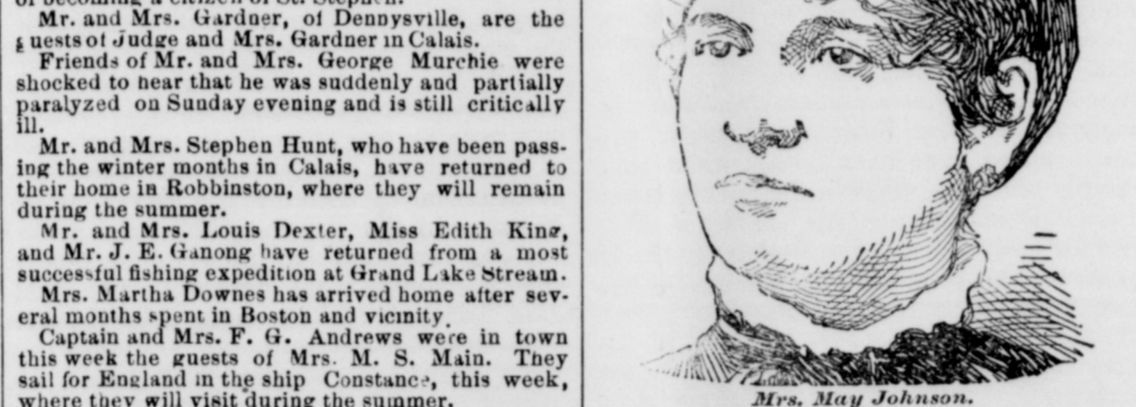 of becoming a citizen of St. Stephen.
Mr. and Mrs. Gardner, of Dennysville, are the
guests of Judge and Mrs. Gardner in Calais.
Friends of Mr. and Mrs. George Murchie were
shocked to hear that he was suddenly and partially
paralyzed on Sunday evening and is still critically
ill.
Mr. and Mrs. Stephen Hunt, who have been pass-
ing the winter months in Calais, have returned to
their home in Robbinston, where they will remain
during the summer.
Mr. and Mrs. Louis Dexter, Miss Edith King,
and Mr. J. E. Ganong have returned from a most
successful fishing expedition at Grand Lake Stream.
Mrs. Martha Downes has arrived home after sev-
eral months spent in Boston and vicinity.
Captain and Mrs. F. G. Andrews were in town
this week the guests of Mrs. M. S. Main. They
sail for England in the ship Constance, this week,
where they will visit during the summer.
Mrs. May Johnson.